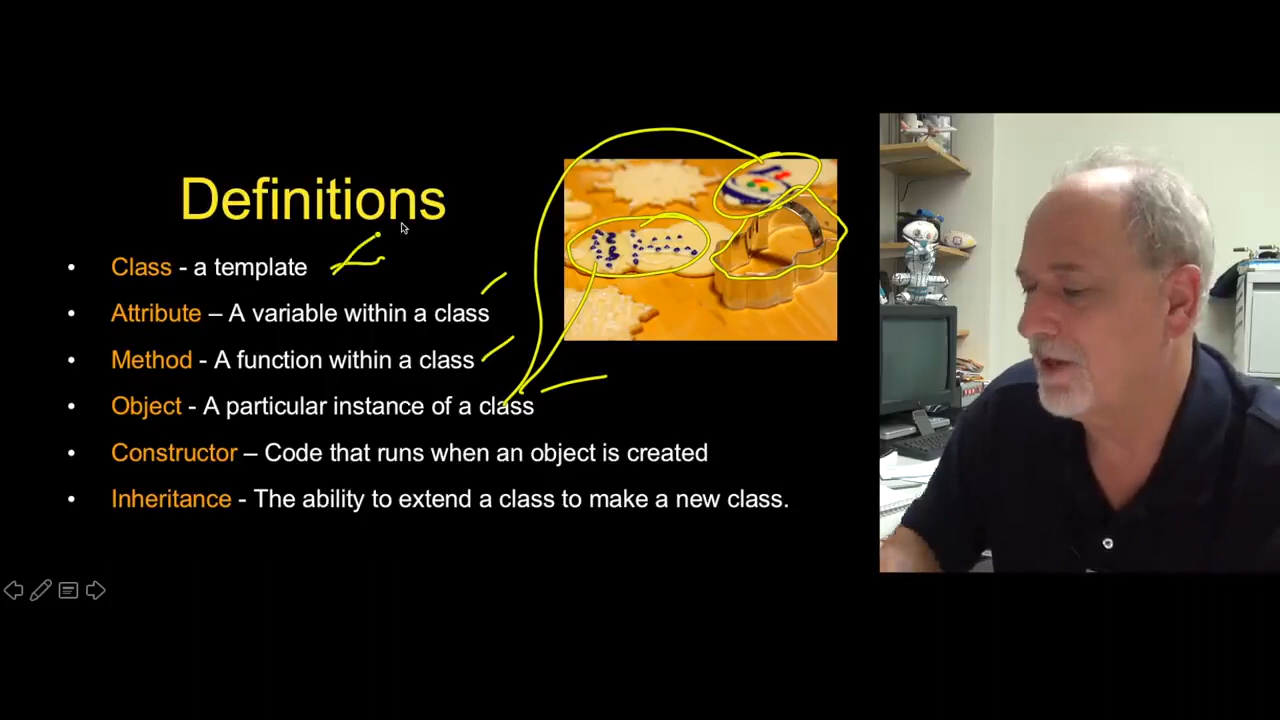 Definitions
• Class - a template
• Attribute – A variable within a class
• Method - A function within a class
• Object - A particular instance of a class
• Constructor – Code that runs when an object is created
• Inheritance - The ability to extend a class to make a new class.